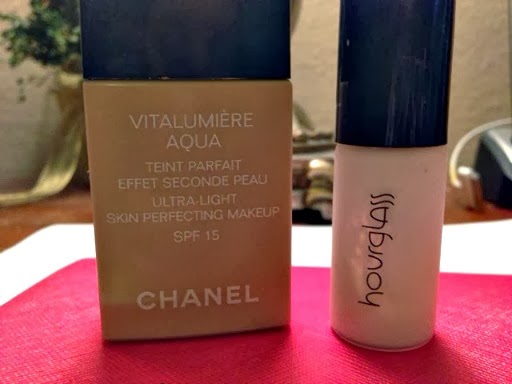 VITALUMIÈRE
AQUA
TEINT PARFAIT
EFFET SECONDE PEAU
ULTRA-LIGHT
SKIN PERFECTING MAKEUP
SPF 15
CHANEL
hourglass